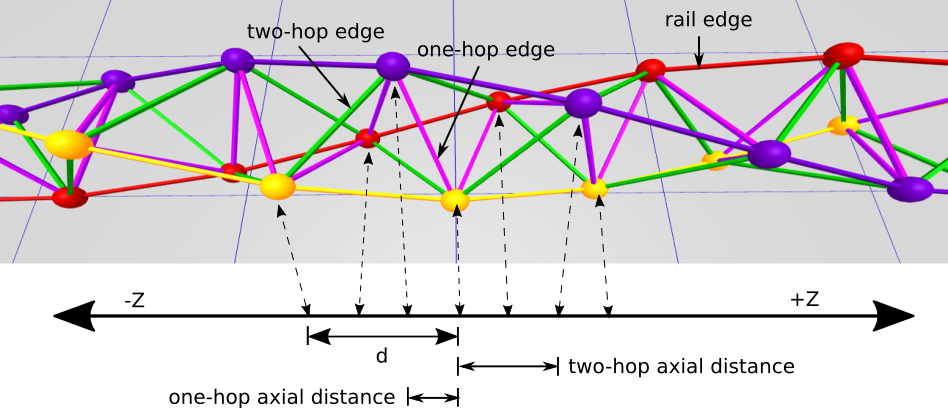 rail edge
two-hop edge
one-hop edge
-Z
+Z
d
two-hop axial distance
one-hop axial distance